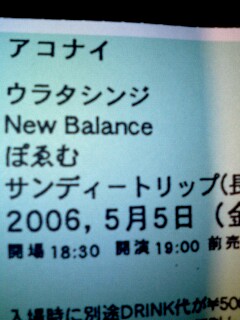 アコナイ
ウラタシンジ
New Balance
ぽゑむ
サンディートリップ(長
2006, 5月5日 (金
開場 18:30 開演 19:00 前売
入場時に別途DRINK代が¥50